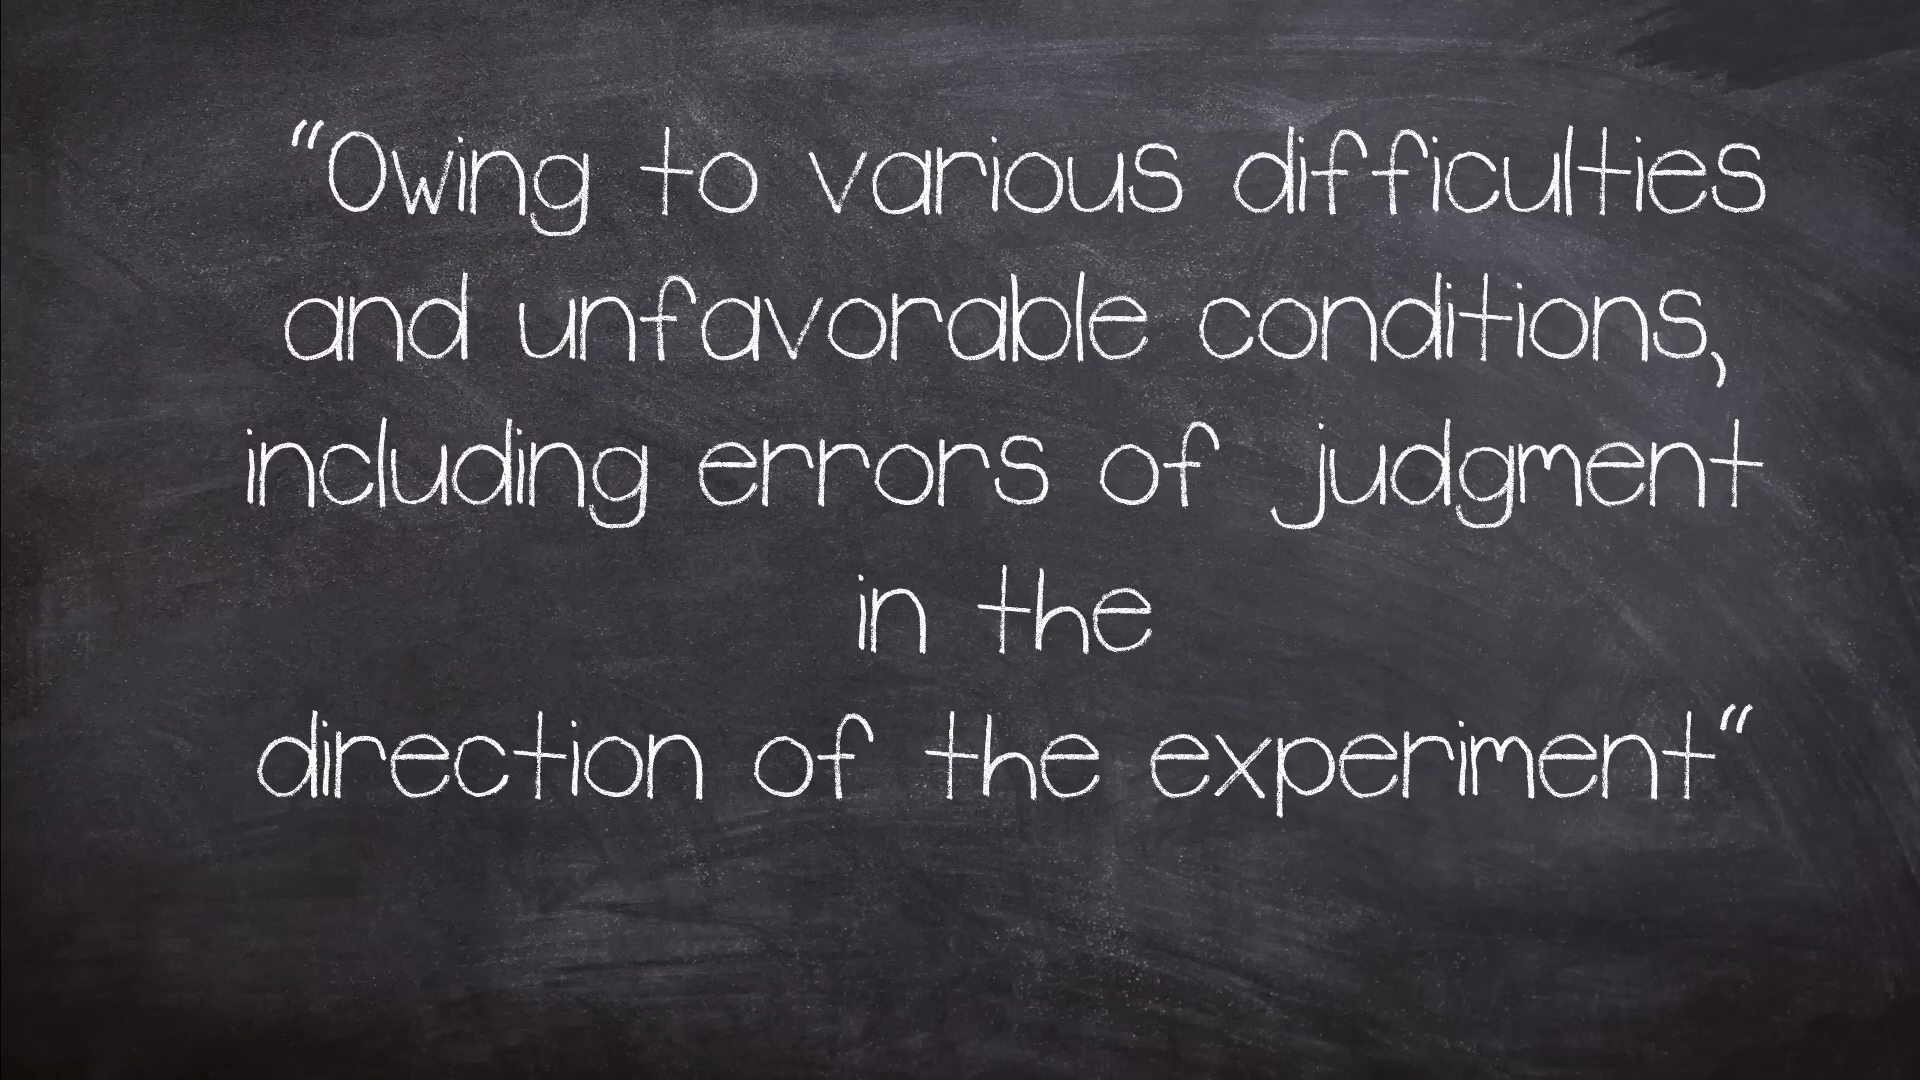 “Owing to various difficulties
and unfavorable conditions,
including errors of judgment
in the
direction of the experiment“